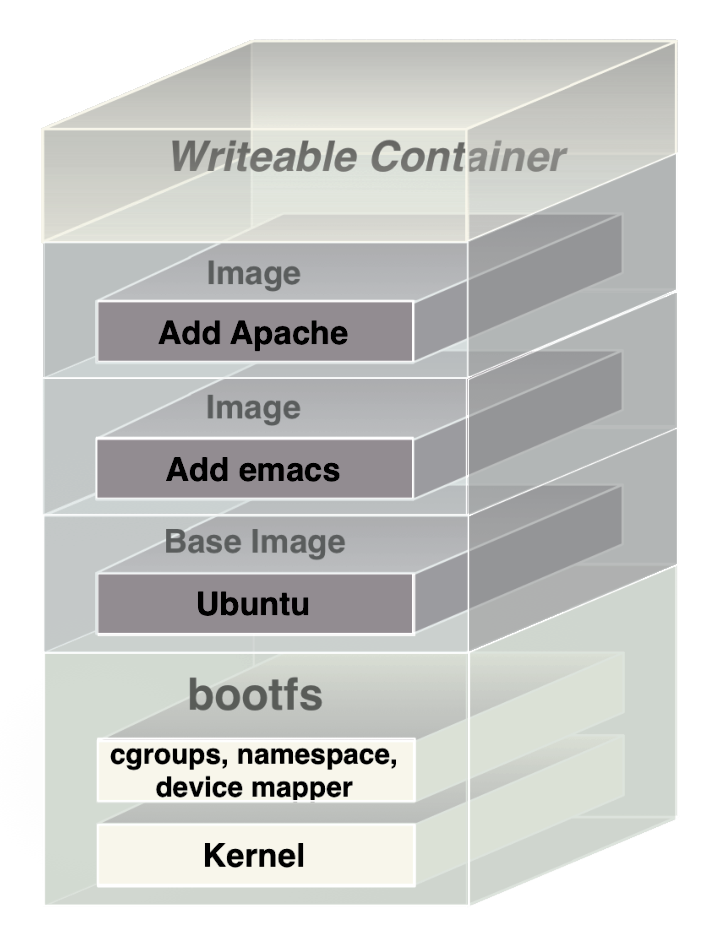 Writeable Container
Image
Add Apache
Image
Add emacs
Base Image
Ubuntu
bootfs
cgroups, namespace,
device mapper
Kernel